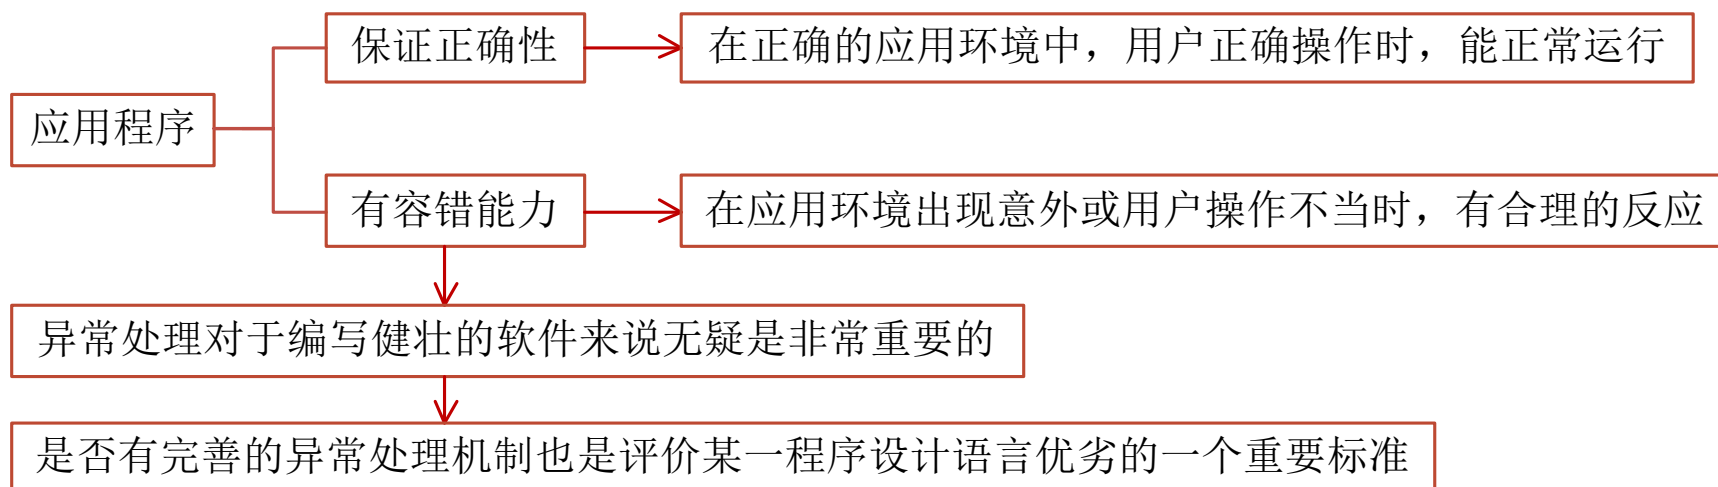 保证正确性
在正确的应用环境中，用户正确操作时，能正常运行
应用程序
有容错能力
在应用环境出现意外或用户操作不当时，有合理的反应
异常处理对于编写健壮的软件来说无疑是非常重要的
是否有完善的异常处理机制也是评价某一程序设计语言优劣的一个重要标准